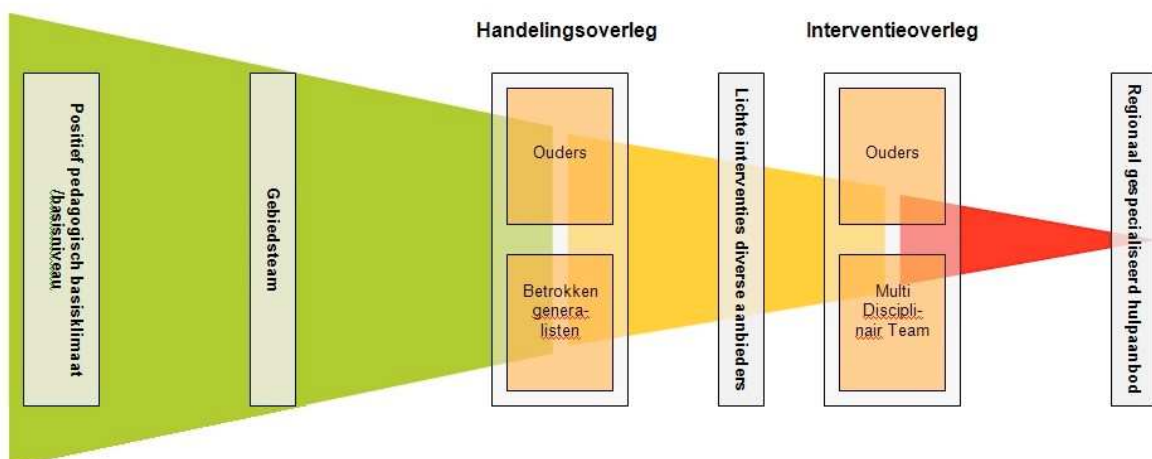 Handelingsoverleg
Interventieoverleg
Positief pedagogisch basisklimaat
/basisniveau
Gebiedsteam
Ouders
Betrokken
genera-
listen
Lichte interventies diverse aanbieders
Ouders
Multi
Discipli-
nair Team
Regionaal gespecialiseerd hulpaanbod